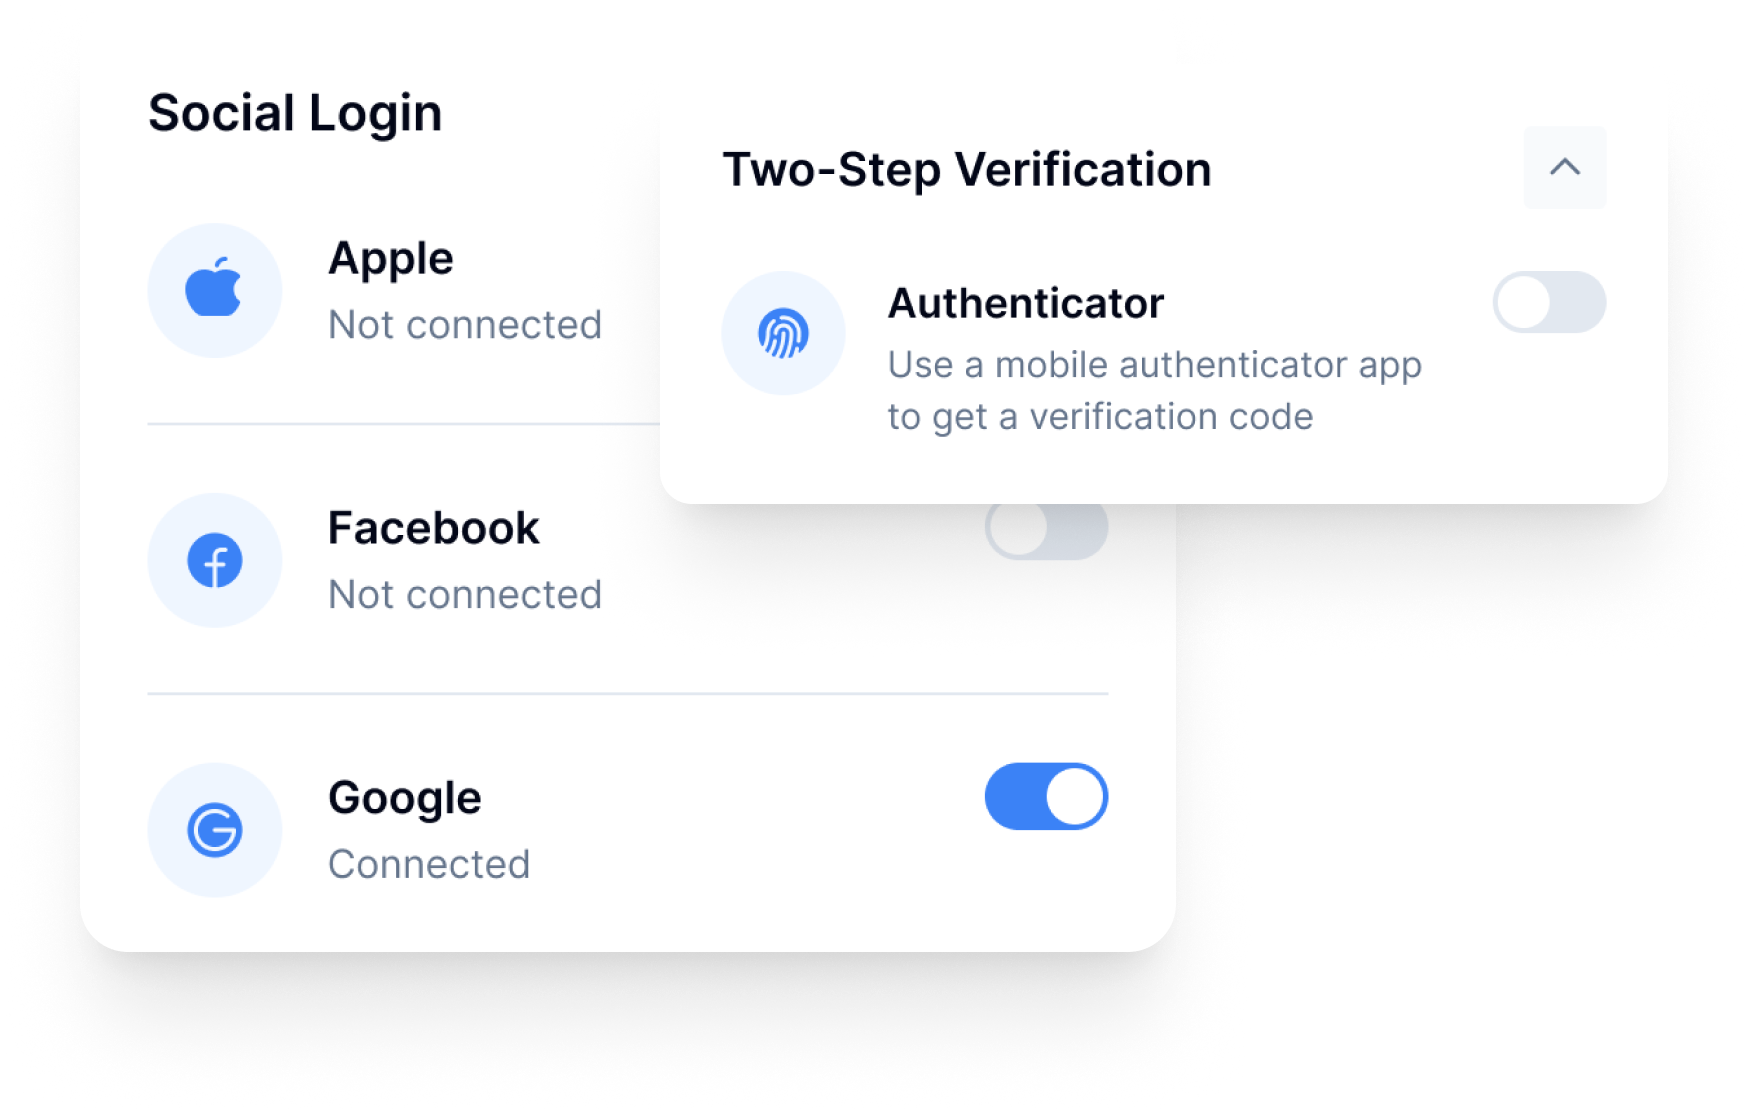 Social Login
Apple
Not connected
Facebook
Not connected
Google
Connected
Two-Step Verification
Authenticator
Use a mobile authenticator app
to get a verification code